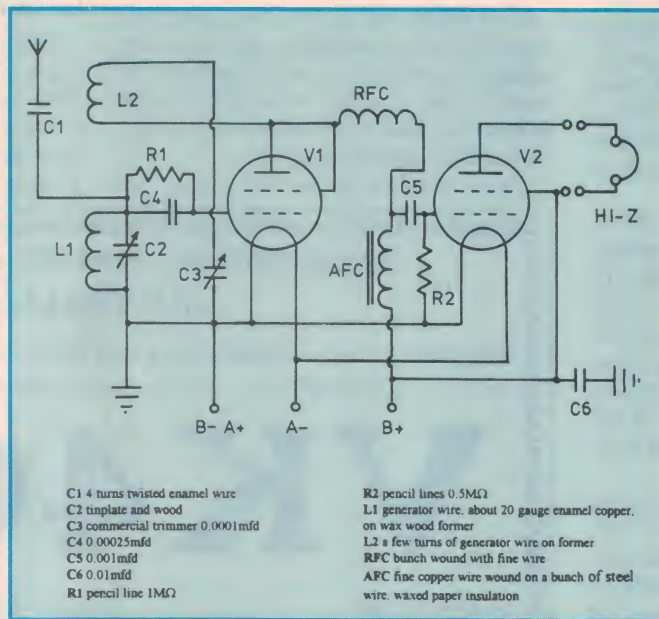 RFC
L2
C1
R1
V1
V2
C4
C5
HI-Z
L1
C2
C3
AFC
R2
C6
B- A+
A-
B+
C1 4 turns twisted enamel wire
C2 tinplate and wood
C3 commercial trimmer 0.0001mfd
C4 0.00025mfd
C5 0.001mfd
C6 0.01mfd
R1 pencil line 1MΩ
R2 pencil lines 0.5MΩ
L1 generator wire, about 20 gauge enamel copper,
on wax wood former
L2 a few turns of generator wire on former
RFC bunch wound with fine wire
AFC fine copper wire wound on a bunch of steel
wire, waxed paper insulation